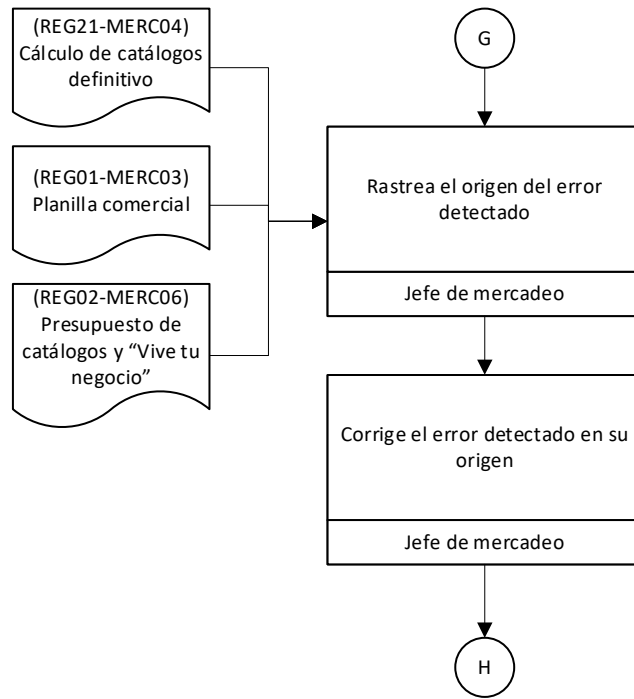 (REG21-MERC04)
Cálculo de catálogos
definitivo
(REG01-MERC03)
Planilla comercial
(REG02-MERC06)
Presupuesto de
catálogos y “Vive tu
negocio”
G
Rastrea el origen del error
detectado
Jefe de mercadeo
Corrige el error detectado en su
origen
Jefe de mercadeo
H